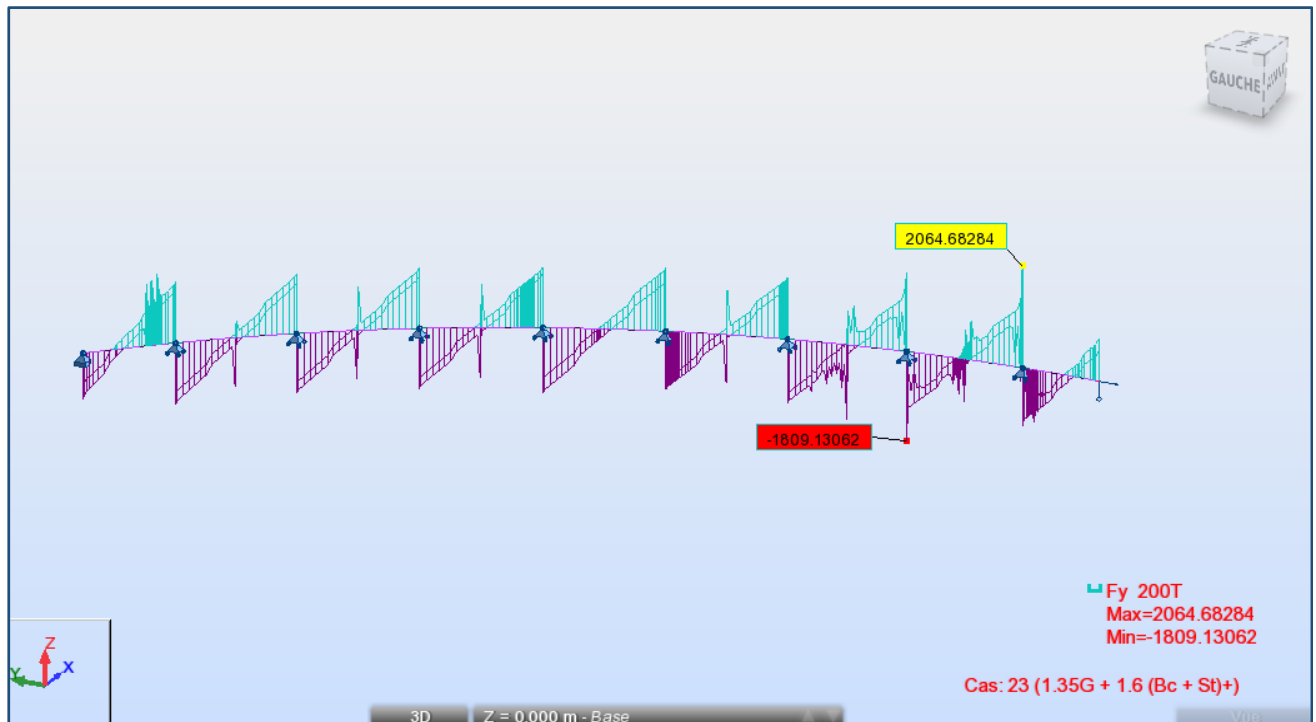 GAUCHE
2064.68284
-1809.13062
Fy 200T
Max=2064.68284
Min=-1809.13062
Cas: 23 (1.35G + 1.6 (Bc + St)+)
Z
Y
X
3D
Z = 0.000 m - Base
Vue